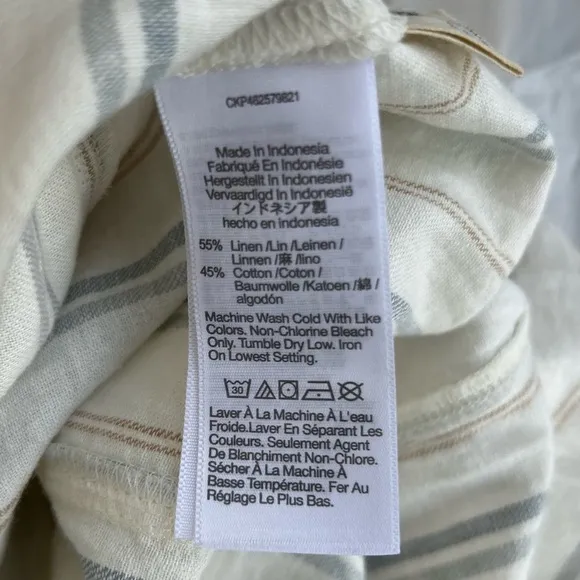 CKP482579821
Made In Indonesia
Fabriqué En Indonésie
Hergestellt In Indonesien
Vervaardigd In Indonesië
インドネシア製
hecho en indonesia
55% Linen /Lin /Leinen /
Linnen /麻 /lino
45% Cotton /Coton /
Baumwolle /Katoen /綿 /
algodón
Machine Wash Cold With Like
Colors. Non-Chlorine Bleach
Only. Tumble Dry Low. Iron
On Lowest Setting.
30
Laver À La Machine À L'eau
Froide.Laver En Séparant Les
Couleurs. Seulement Agent
De Blanchiment Non-Chlore.
Sécher À La Machine À
Basse Température. Fer Au
Réglage Le Plus Bas.